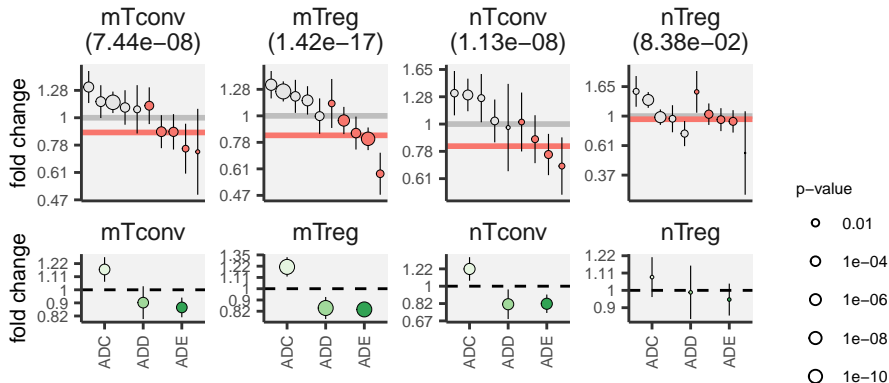 mTconv
(7.44e−08)
mTreg
(1.42e−17)
nTconv
(1.13e−08)
nTreg
(8.38e−02)
fold change
1.28
1
0.78
0.61
0.47
1.28
1
0.78
0.61
0.47
1.65
1.28
1
0.78
0.61
1.65
1
0.61
0.37
mTconv
mTreg
nTconv
nTreg
fold change
1.22
1.11
1
0.9
0.82
1.35
1.22
1.11
1
0.9
0.82
1.22
1
0.82
0.67
1.22
1.11
1
0.9
ADC
ADD
ADE
ADC
ADD
ADE
ADC
ADD
ADE
ADC
ADD
ADE
p−value
0.01
1e−04
1e−06
1e−08
1e−10